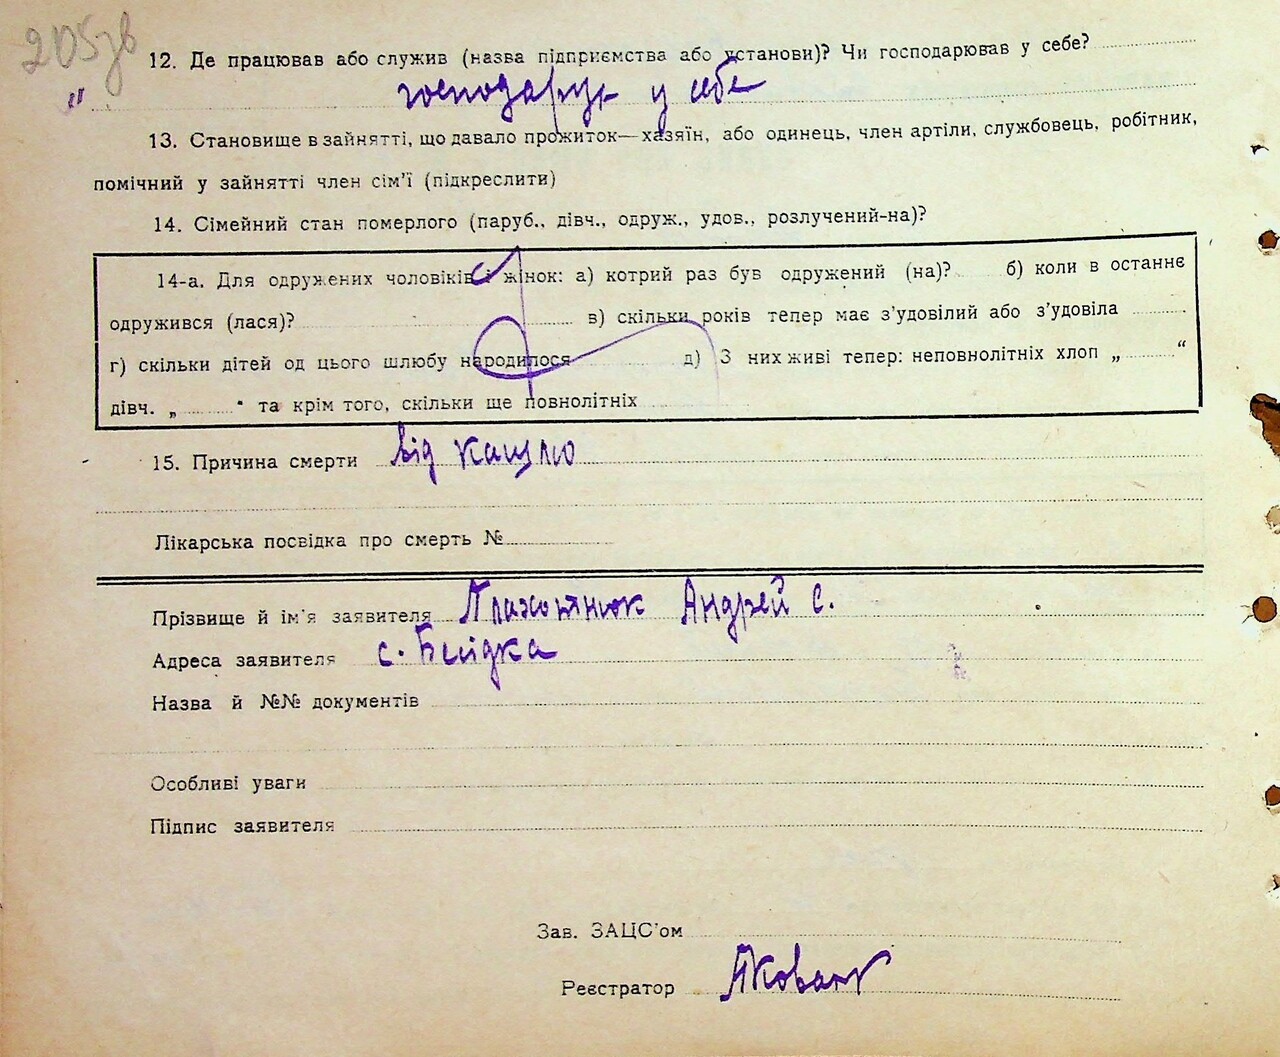 205зв
12. Де працював або служив (назва підприємства або установи)? Чи господарював у себе?
" господарує у себе
13. Становище в зайнятті, що давало прожиток—хазяїн, або одинець, член артіли, службовець, робітник,
помічний у зайнятті член сім'ї (підкреслити)
14. Сімейний стан померлого (паруб., дівч., одруж., удов., розлучений-на)?
14-а. Для одружених чоловіків і жінок: а) котрий раз був одружений (на)? б) коли в останнє
одружився (лася)? в) скільки років тепер має з'удовілий або з'удовіла
г) скільки дітей од цього шлюбу народилося д) З них живі тепер: неповнолітніх хлоп „ “
дівч. „ “ та крім того, скільки ще повнолітніх
15. Причина смерти від кашлю
Лікарська посвідка про смерть №
Прізвище й ім'я заявителя Андрей С.
Адреса заявителя с.
Назва й №№ документів
Особливі уваги
Підпис заявителя
Зав. ЗАЦС'ом
Реєстратор